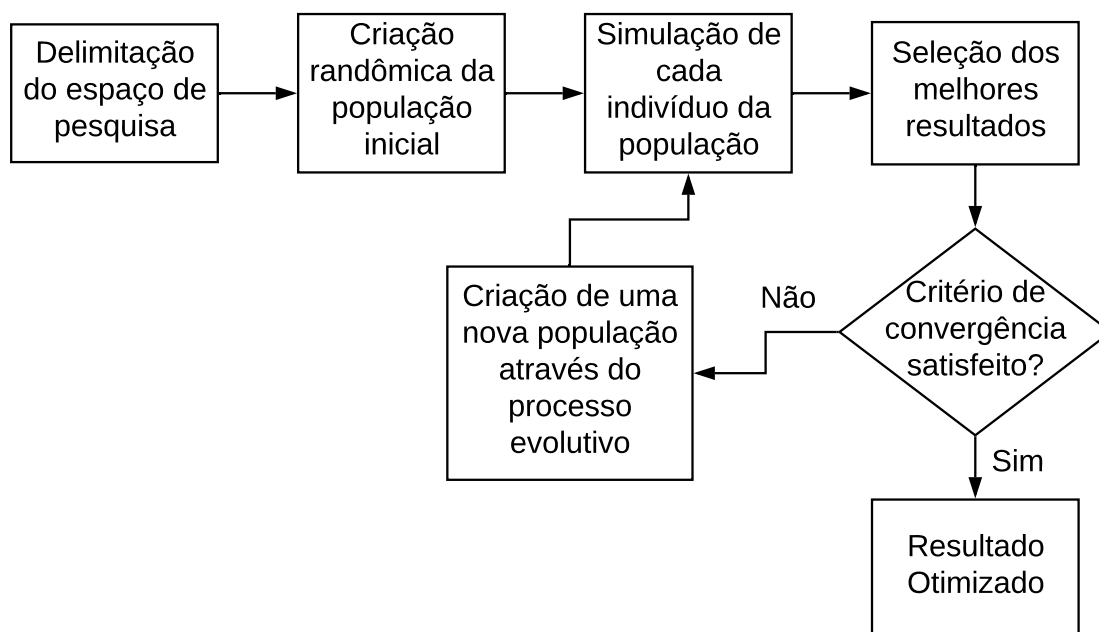 Delimitação
do espaço de
pesquisa
Criação
randômica da
população
inicial
Simulação de
cada
indivíduo da
população
Seleção dos
melhores
resultados
Critério de
convergência
satisfeito?
Não
Criação de uma
nova população
através do
processo
evolutivo
Sim
Resultado
Otimizado